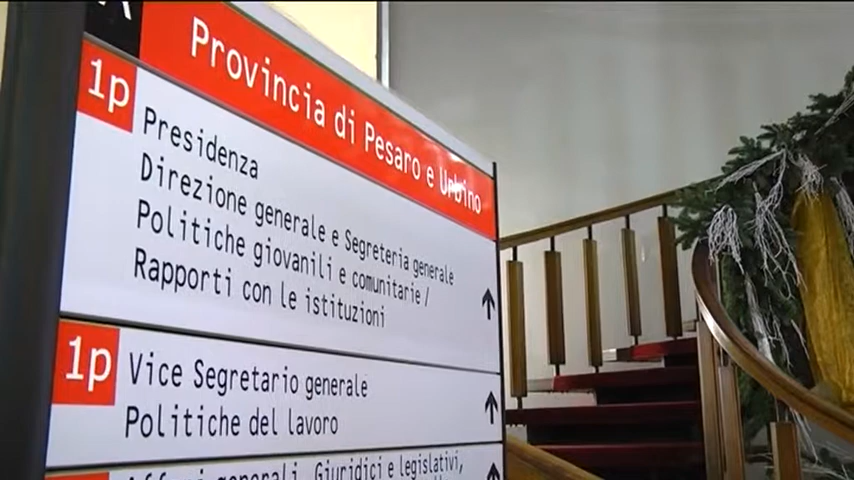 Provincia di Pesaro e Urbino
1p
Presidenza
Direzione generale e Segreteria generale
Politiche giovanili e comunitarie /
Rapporti con le istituzioni
1p
Vice Segretario generale
Politiche del lavoro
1p
Affari generali, Giuridici e legislativi,